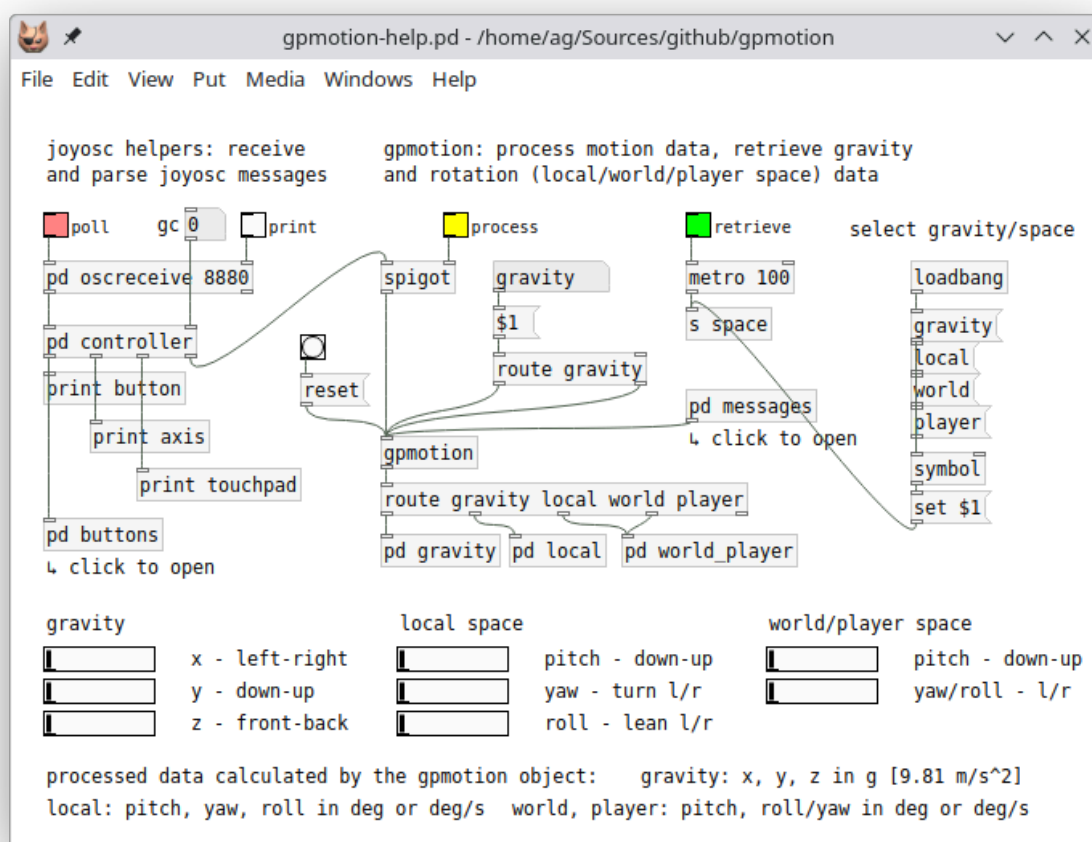 gpmotion-help.pd - /home/ag/Sources/github/gpmotion
File Edit View Put Media Windows Help
joyosc helpers: receive
and parse joyosc messages
gpmotion: process motion data, retrieve gravity
and rotation (local/world/player space) data
poll
gc 0
print
process
retrieve
select gravity/space
pd oscreceive 8880
spigot
gravity
metro 100
loadbang
$1
s space
gravity
pd controller
local
route gravity
print button
reset
world
pd messages
player
print axis
↳ click to open
gpmotion
symbol
print touchpad
route gravity local world player
set $1
pd buttons
pd gravity
pd local
pd world_player
↳ click to open
gravity
local space
world/player space
x - left-right
pitch - down-up
pitch - down-up
y - down-up
yaw - turn l/r
yaw/roll - l/r
z - front-back
roll - lean l/r
processed data calculated by the gpmotion object: gravity: x, y, z in g [9.81 m/s^2]
local: pitch, yaw, roll in deg or deg/s world, player: pitch, roll/yaw in deg or deg/s